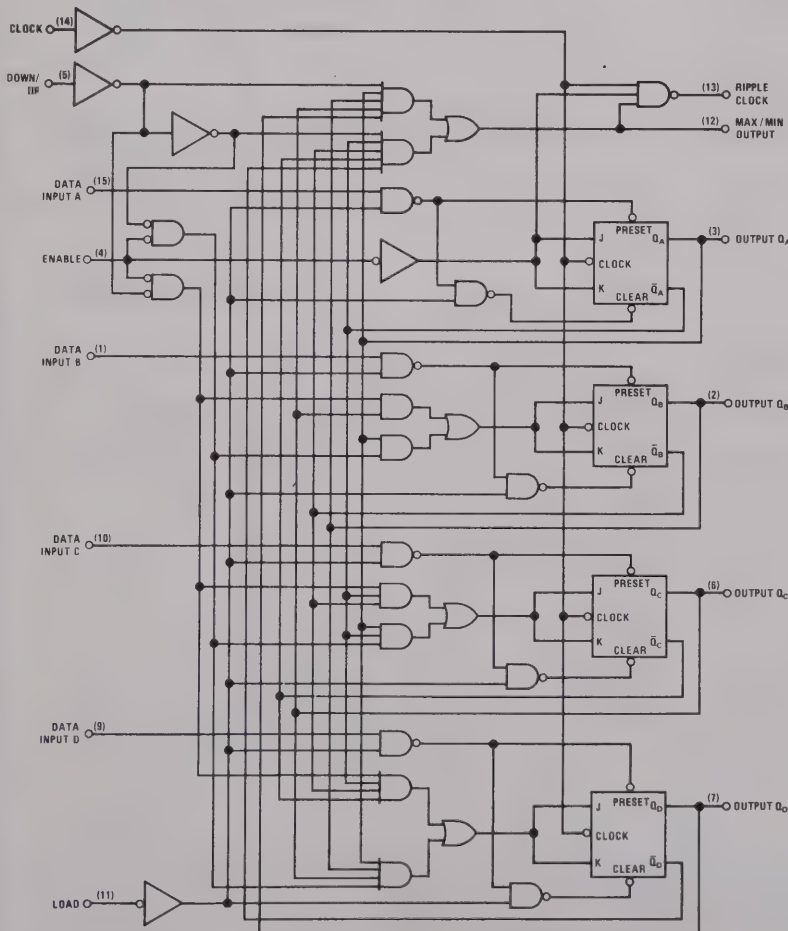 CLOCK (14)
DOWN/ (5)
(13) RIPPLE
CLOCK
(12) MAX/MIN
OUTPUT
DATA (15)
INPUT A
PRESET
J QA (3) OUTPUT QA
CLOCK
K Q̄A
CLEAR
ENABLE (4)
DATA (1)
INPUT B
PRESET
J QB (2) OUTPUT QB
CLOCK
K Q̄B
CLEAR
DATA (10)
INPUT C
PRESET
J QC (6) OUTPUT QC
CLOCK
K Q̄C
CLEAR
DATA (9)
INPUT D
PRESET
J QD (7) OUTPUT QD
CLOCK
K Q̄D
CLEAR
LOAD (11)